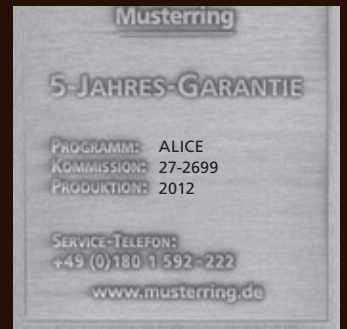 Musterring
5-JAHRES-GARANTIE
PROGRAMM: ALICE
KOMMISSION: 27-2699
PRODUKTION: 2012
SERVICE-TELEFON:
+49 (0)180 1 592-222
www.musterring.de